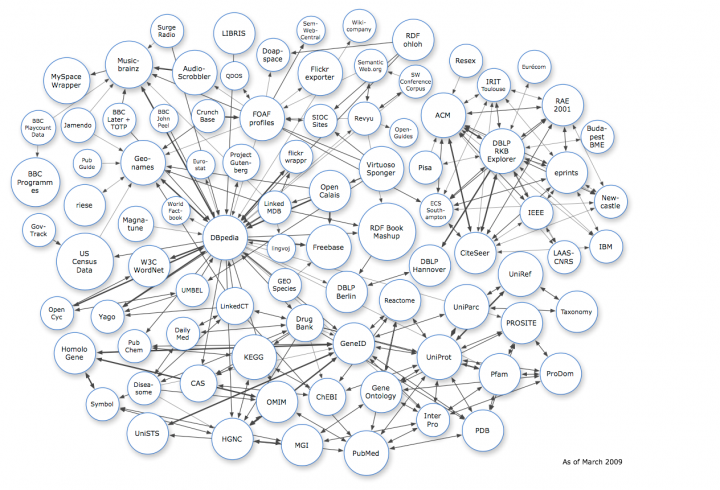 Surge
Radio
LIBRIS
Sem-
Web-
Central
Wiki-
company
RDF
ohloh
Music-
brainz
Doap-
space
Resex
MySpace
Wrapper
Audio-
Scrobbler
QDOS
Flickr
exporter
Semantic
Web.org
SW
Conference
Corpus
IRIT
Toulouse
Eurécom
BBC
Playcount
Data
Jamendo
BBC
Later +
TOTP
BBC
John
Peel
Crunch
Base
FOAF
profiles
SIOC
Sites
Revyu
Open-
Guides
ACM
RAE
2001
Buda-
pest
BME
DBLP
RKB
Explorer
Pub
Guide
Geo-
names
Euro-
stat
Project
Guten-
berg
flickr
wrappr
Virtuoso
Sponger
Pisa
eprints
BBC
Programm
es
riese
World
Fact-
book
Open
Calais
New-
castle
Magna-
tune
Linked
MDB
ECS
South-
ampton
IEEE
Gov-
Track
DBpedia
RDF Book
Mashup
US
Census
Data
W3C
WordNet
lingvoj
Freebase
CiteSeer
LAAS-
CNRS
IBM
DBLP
Hannover
UniRef
UMBEL
GEO
Species
DBLP
Berlin
Reactome
UniParc
Taxonomy
Open
Cyc
Yago
LinkedCT
Drug
Bank
PROSITE
Daily
Med
Pub
Chem
GeneID
Homolo
Gene
KEGG
UniProt
Pfam
ProDom
Disea-
some
CAS
ChEBI
Gene
Ontology
Symbol
OMIM
Inter
Pro
UniSTS
HGNC
MGI
PubMed
PDB
As of March 2009